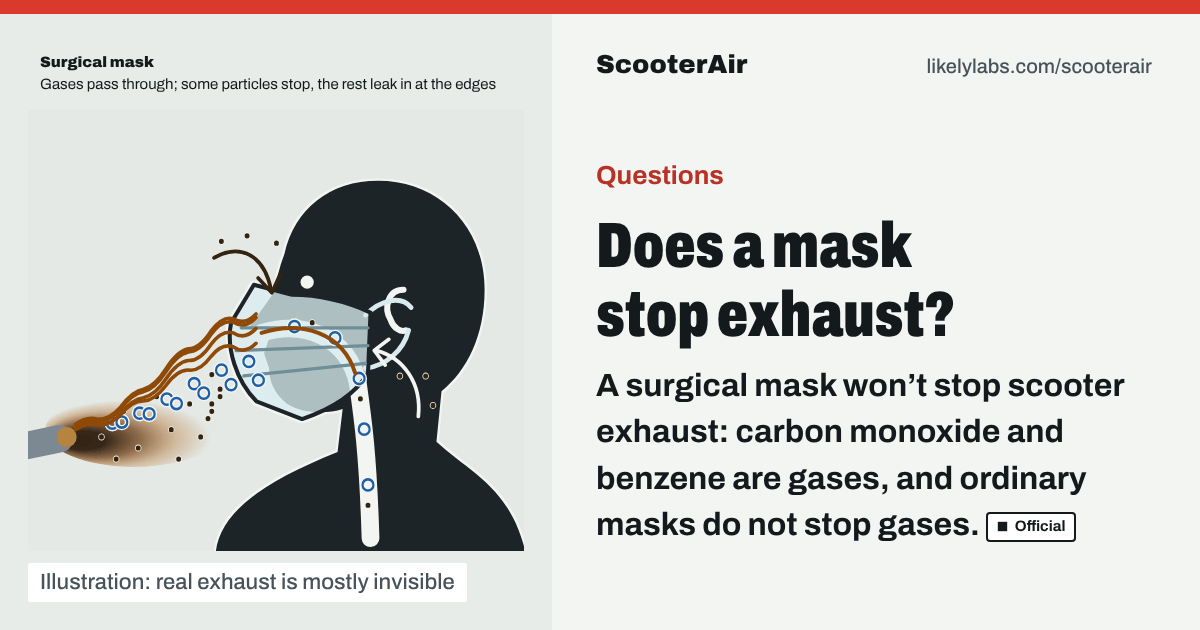 Surgical mask
Gases pass through; some particles stop, the rest leak in at the edges
Illustration: real exhaust is mostly invisible
ScooterAir
likelylabs.com/scooterair
Questions
Does a mask
stop exhaust?
A surgical mask won’t stop scooter
exhaust: carbon monoxide and
benzene are gases, and ordinary
masks do not stop gases. Official